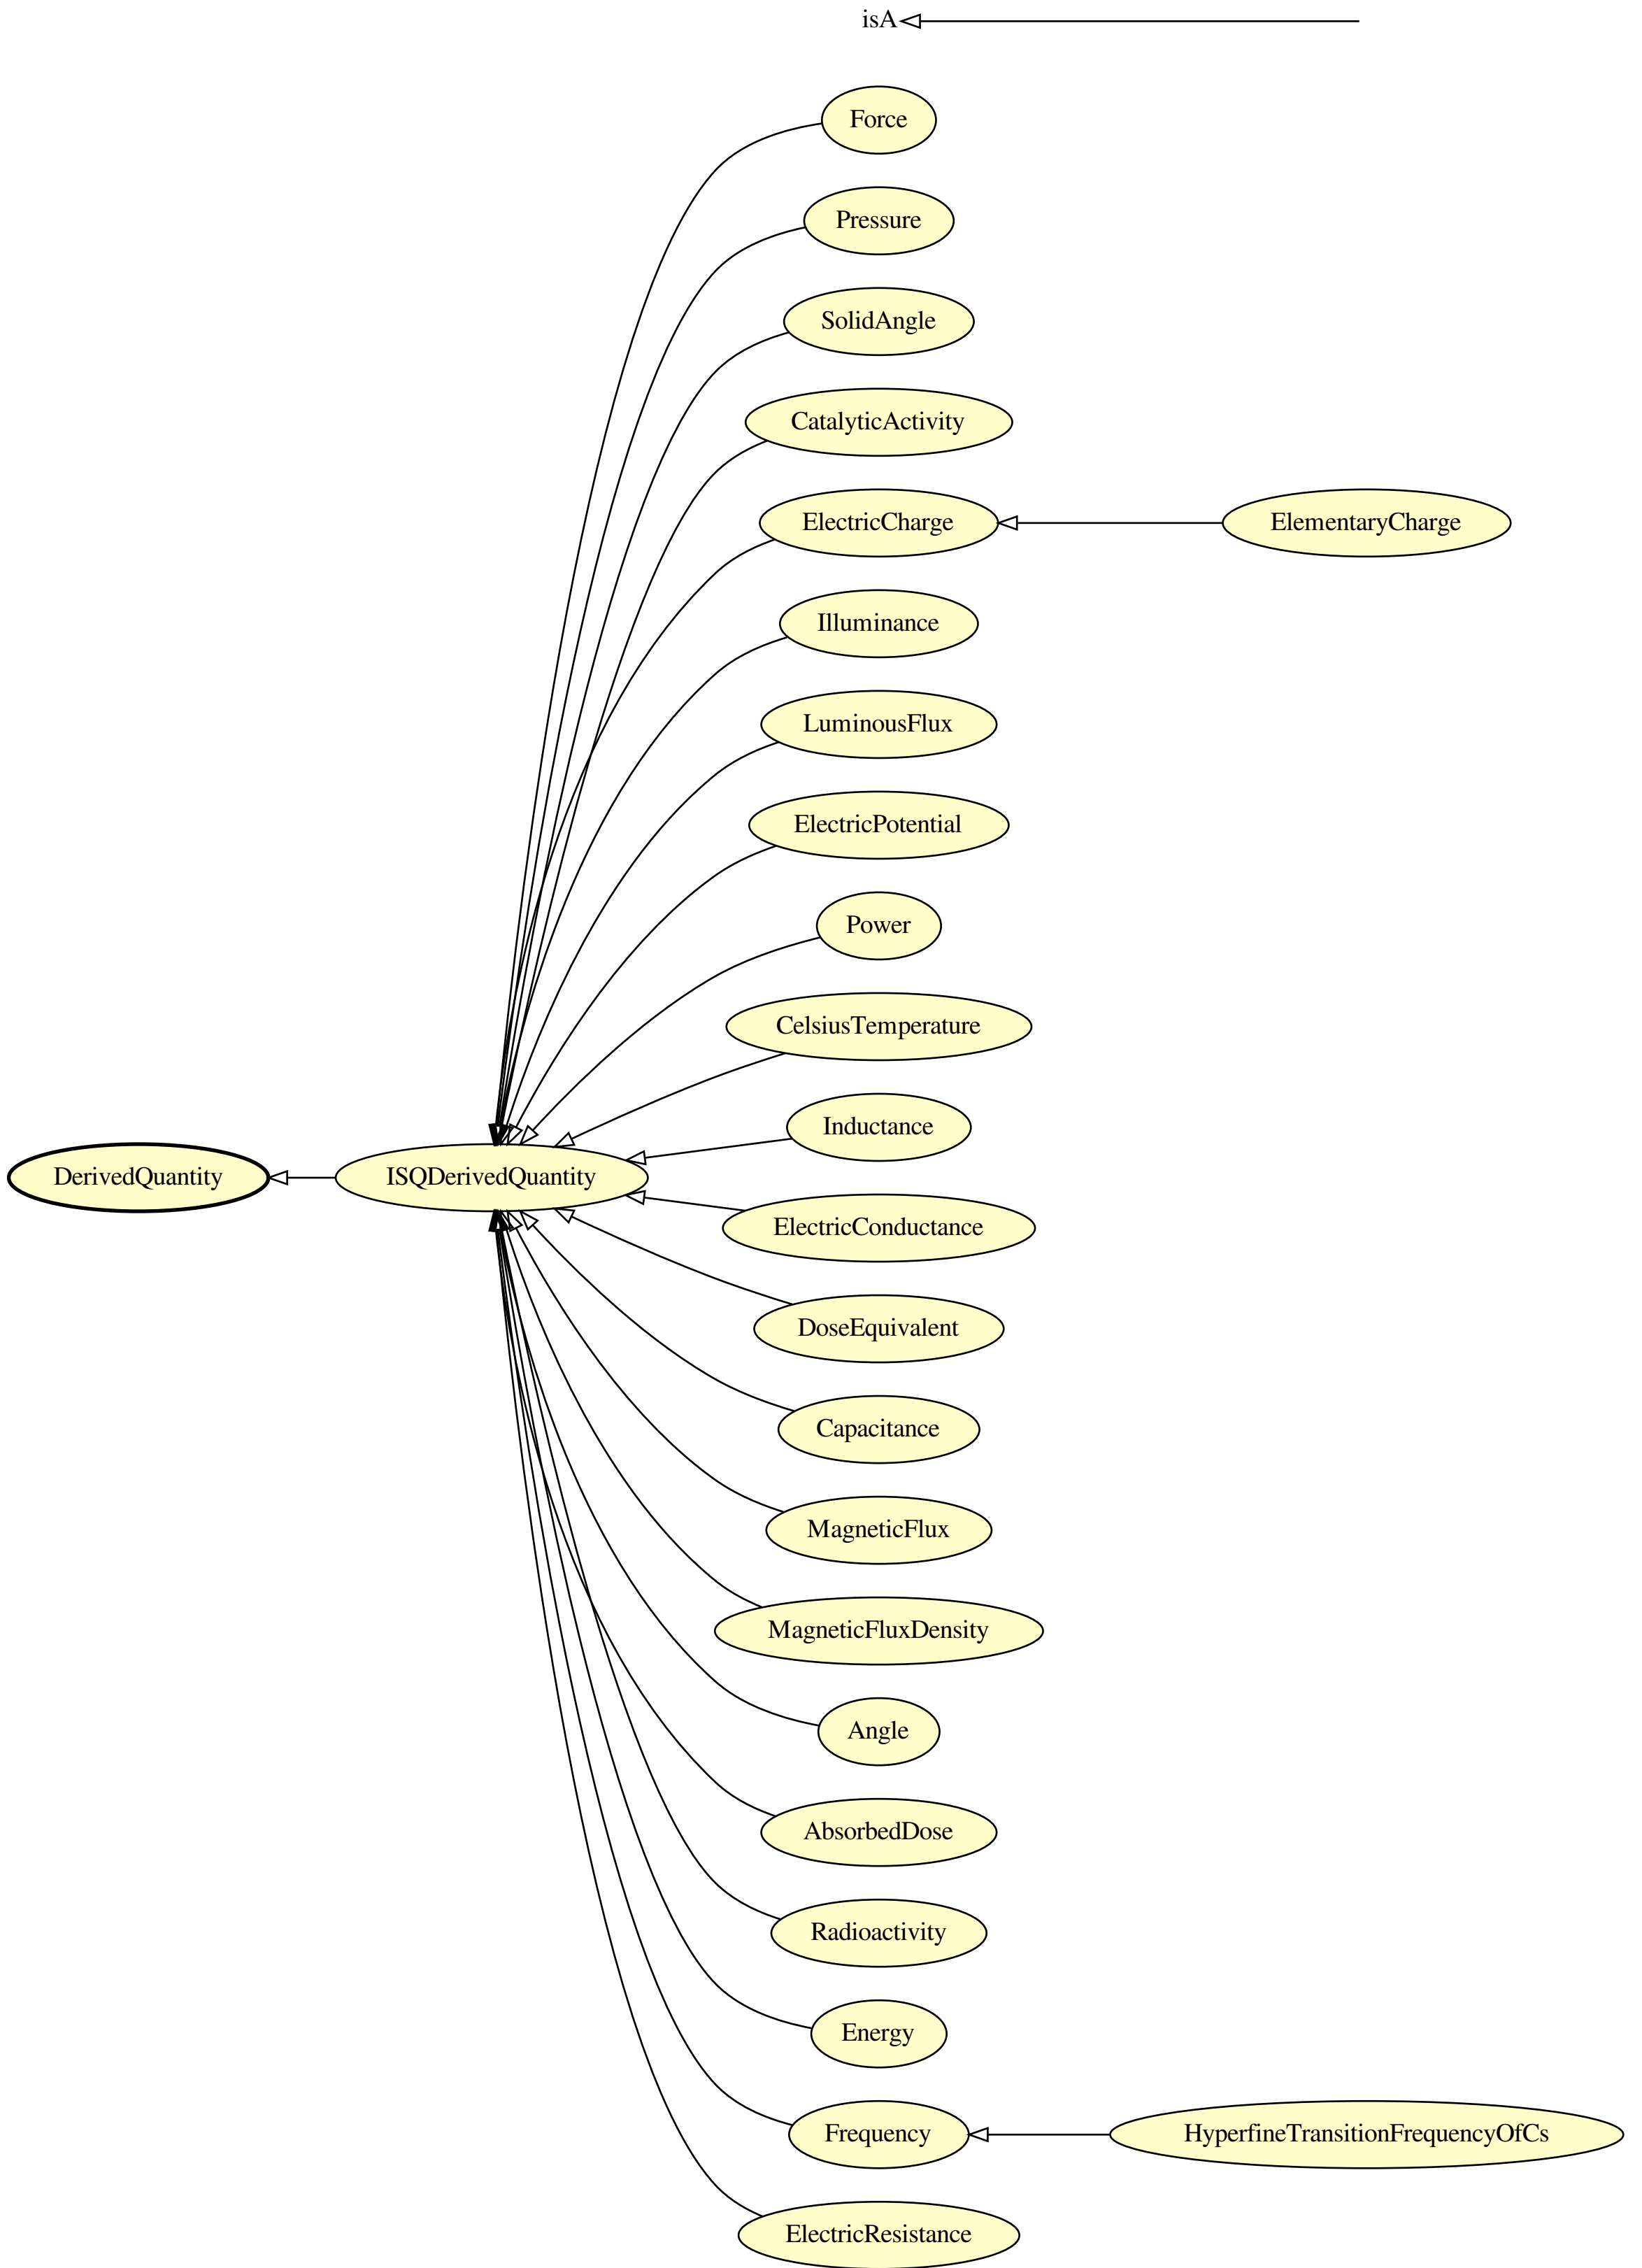 isA
Force
Pressure
SolidAngle
CatalyticActivity
ElectricCharge
ElementaryCharge
Illuminance
LuminousFlux
ElectricPotential
Power
CelsiusTemperature
Inductance
DerivedQuantity
ISQDerivedQuantity
ElectricConductance
DoseEquivalent
Capacitance
MagneticFlux
MagneticFluxDensity
Angle
AbsorbedDose
Radioactivity
Energy
Frequency
HyperfineTransitionFrequencyOfCs
ElectricResistance